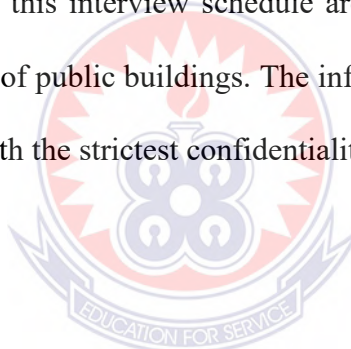 this interview schedule ar
of public buildings. The inf
th the strictest confidentialit
EDUCATION FOR SERVICE